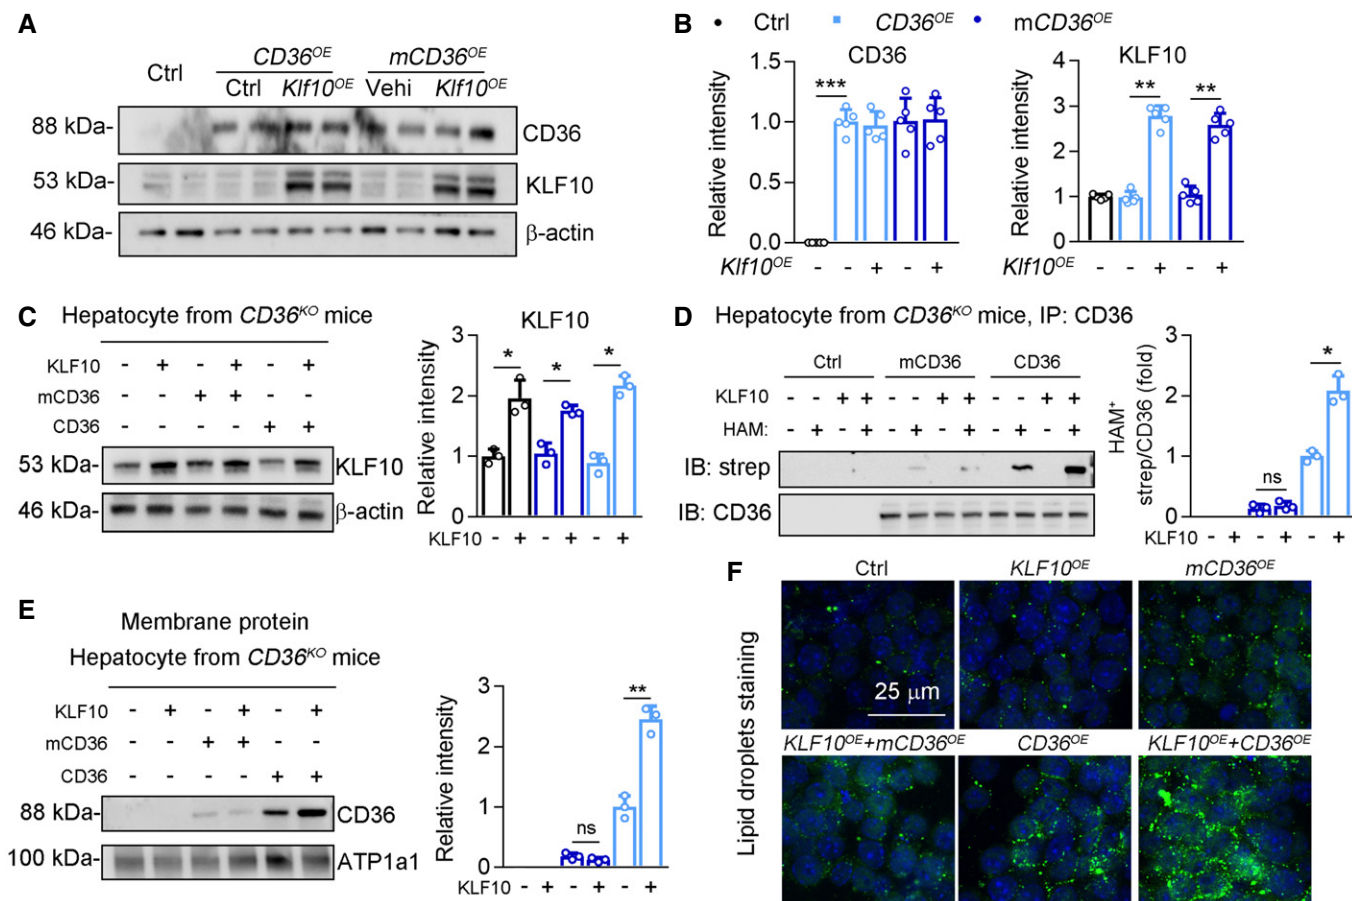 A
CD36OE mCD36OE
Ctrl
Ctrl Klf10OE Vehi Klf10OE
88 kDa- CD36
53 kDa- KLF10
46 kDa- β-actin
B Ctrl CD36OE mCD36OE
CD36
Relative intensity
1.5
1.0
0.5
0.0
***
Klf10OE - - + - +
KLF10
Relative intensity
4
3
2
1
0
** **
Klf10OE - - + - +
C Hepatocyte from CD36KO mice
KLF10 - + - + - +
mCD36 - - + + - -
CD36 - - - - + +
53 kDa- KLF10
46 kDa- β-actin
KLF10
Relative intensity
3
2
1
0
* * *
KLF10 - + - + - +
D Hepatocyte from CD36KO mice, IP: CD36
Ctrl mCD36 CD36
KLF10 - - + + - - + + - - + +
HAM: - + - + - + - + - + - +
IB: strep
IB: CD36
HAM+
strep/CD36 (fold)
3
2
1
0
ns
*
KLF10 - + - + - +
E Membrane protein
Hepatocyte from CD36KO mice
KLF10 - + - + - +
mCD36 - - + + - -
CD36 - - - - + +
88 kDa- CD36
100 kDa- ATP1a1
Relative intensity
3
2
1
0
ns
**
KLF10 - + - + - +
F
Lipid droplets staining
Ctrl KLF10OE mCD36OE
25 μm
KLF10OE+mCD36OE CD36OE KLF10OE+CD36OE